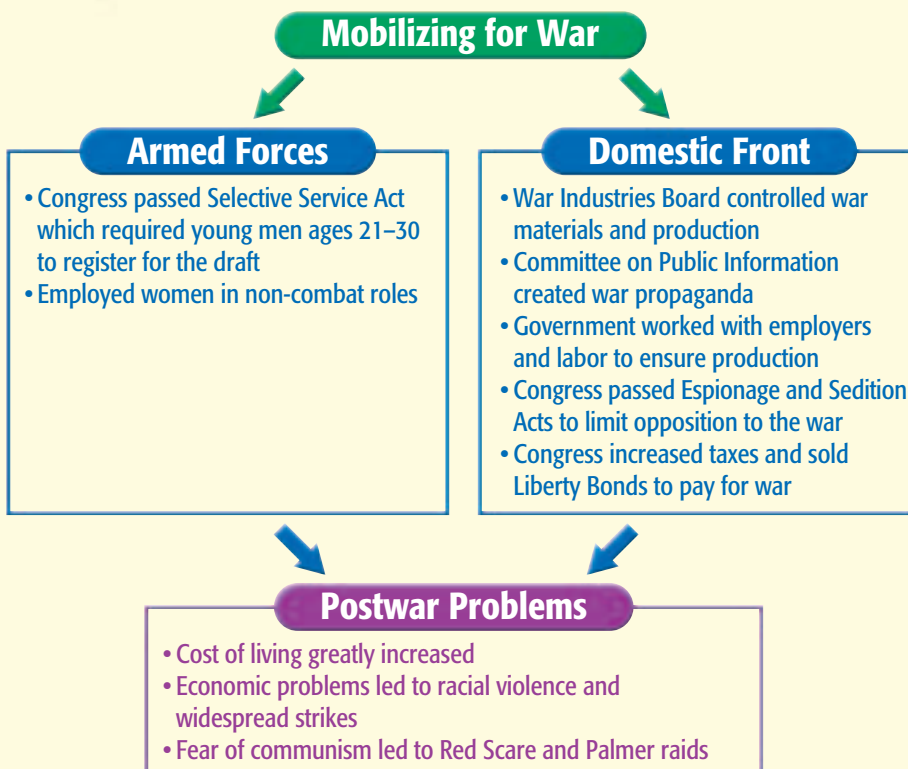 Mobilizing for War
Armed Forces
• Congress passed Selective Service Act
which required young men ages 21–30
to register for the draft
• Employed women in non-combat roles
Domestic Front
• War Industries Board controlled war
materials and production
• Committee on Public Information
created war propaganda
• Government worked with employers
and labor to ensure production
• Congress passed Espionage and Sedition
Acts to limit opposition to the war
• Congress increased taxes and sold
Liberty Bonds to pay for war
Postwar Problems
• Cost of living greatly increased
• Economic problems led to racial violence and
widespread strikes
• Fear of communism led to Red Scare and Palmer raids